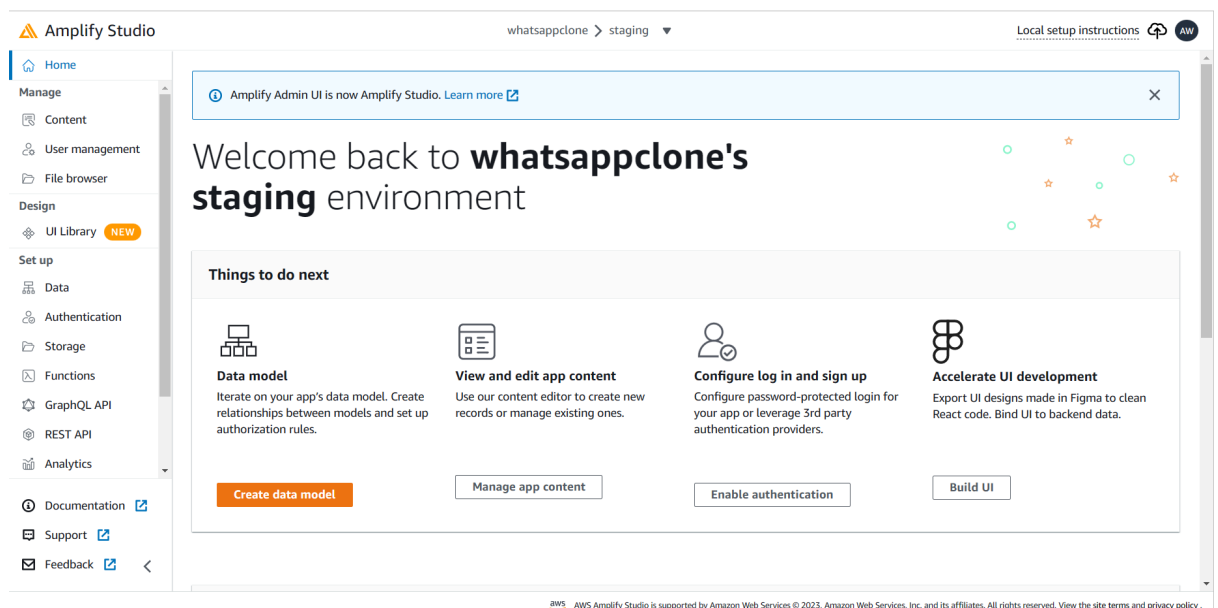 Amplify Studio
whatsappclone > staging
Local setup instructions
AW
Home
Manage
Content
User management
File browser
Design
UI Library NEW
Set up
Data
Authentication
Storage
Functions
GraphQL API
REST API
Analytics
Documentation
Support
Feedback
Amplify Admin UI is now Amplify Studio. Learn more
Welcome back to whatsappclone's
staging environment
Things to do next
Data model
Iterate on your app's data model. Create
relationships between models and set up
authorization rules.
Create data model
View and edit app content
Use our content editor to create new
records or manage existing ones.
Manage app content
Configure log in and sign up
Configure password-protected login for
your app or leverage 3rd party
authentication providers.
Enable authentication
Accelerate UI development
Export UI designs made in Figma to clean
React code. Bind UI to backend data.
Build UI
aws AWS Amplify Studio is supported by Amazon Web Services © 2023, Amazon Web Services, Inc. and its affiliates. All rights reserved. View the site terms and privacy policy .